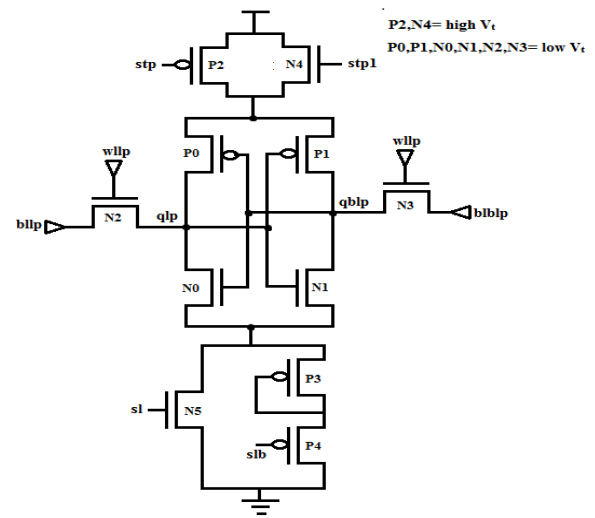 P2,N4= high Vt
P0,P1,N0,N1,N2,N3= low Vt
stp
P2
N4
stp1
wllp
P0
P1
wllp
bllp
N2
qlp
qblp
N3
blblp
N0
N1
P3
sl
N5
slb
P4